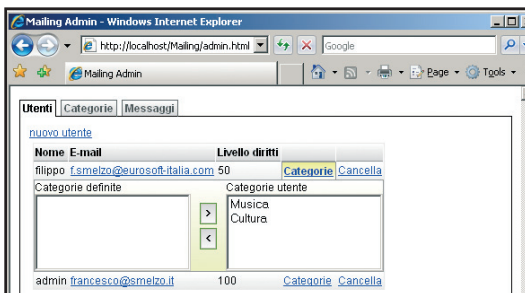 Mailing Admin - Windows Internet Explorer
http://localhost/Mailing/admin.html
Google
Mailing Admin
Page
Tools
Utenti Categorie Messaggi
nuovo utente
Nome E-mail Livello diritti
filippo f.smelzo@eurosoft-italia.com 50 Categorie Cancella
Categorie definite Categorie utente
> Musica
< Cultura
admin francesco@smelzo.it 100 Categorie Cancella